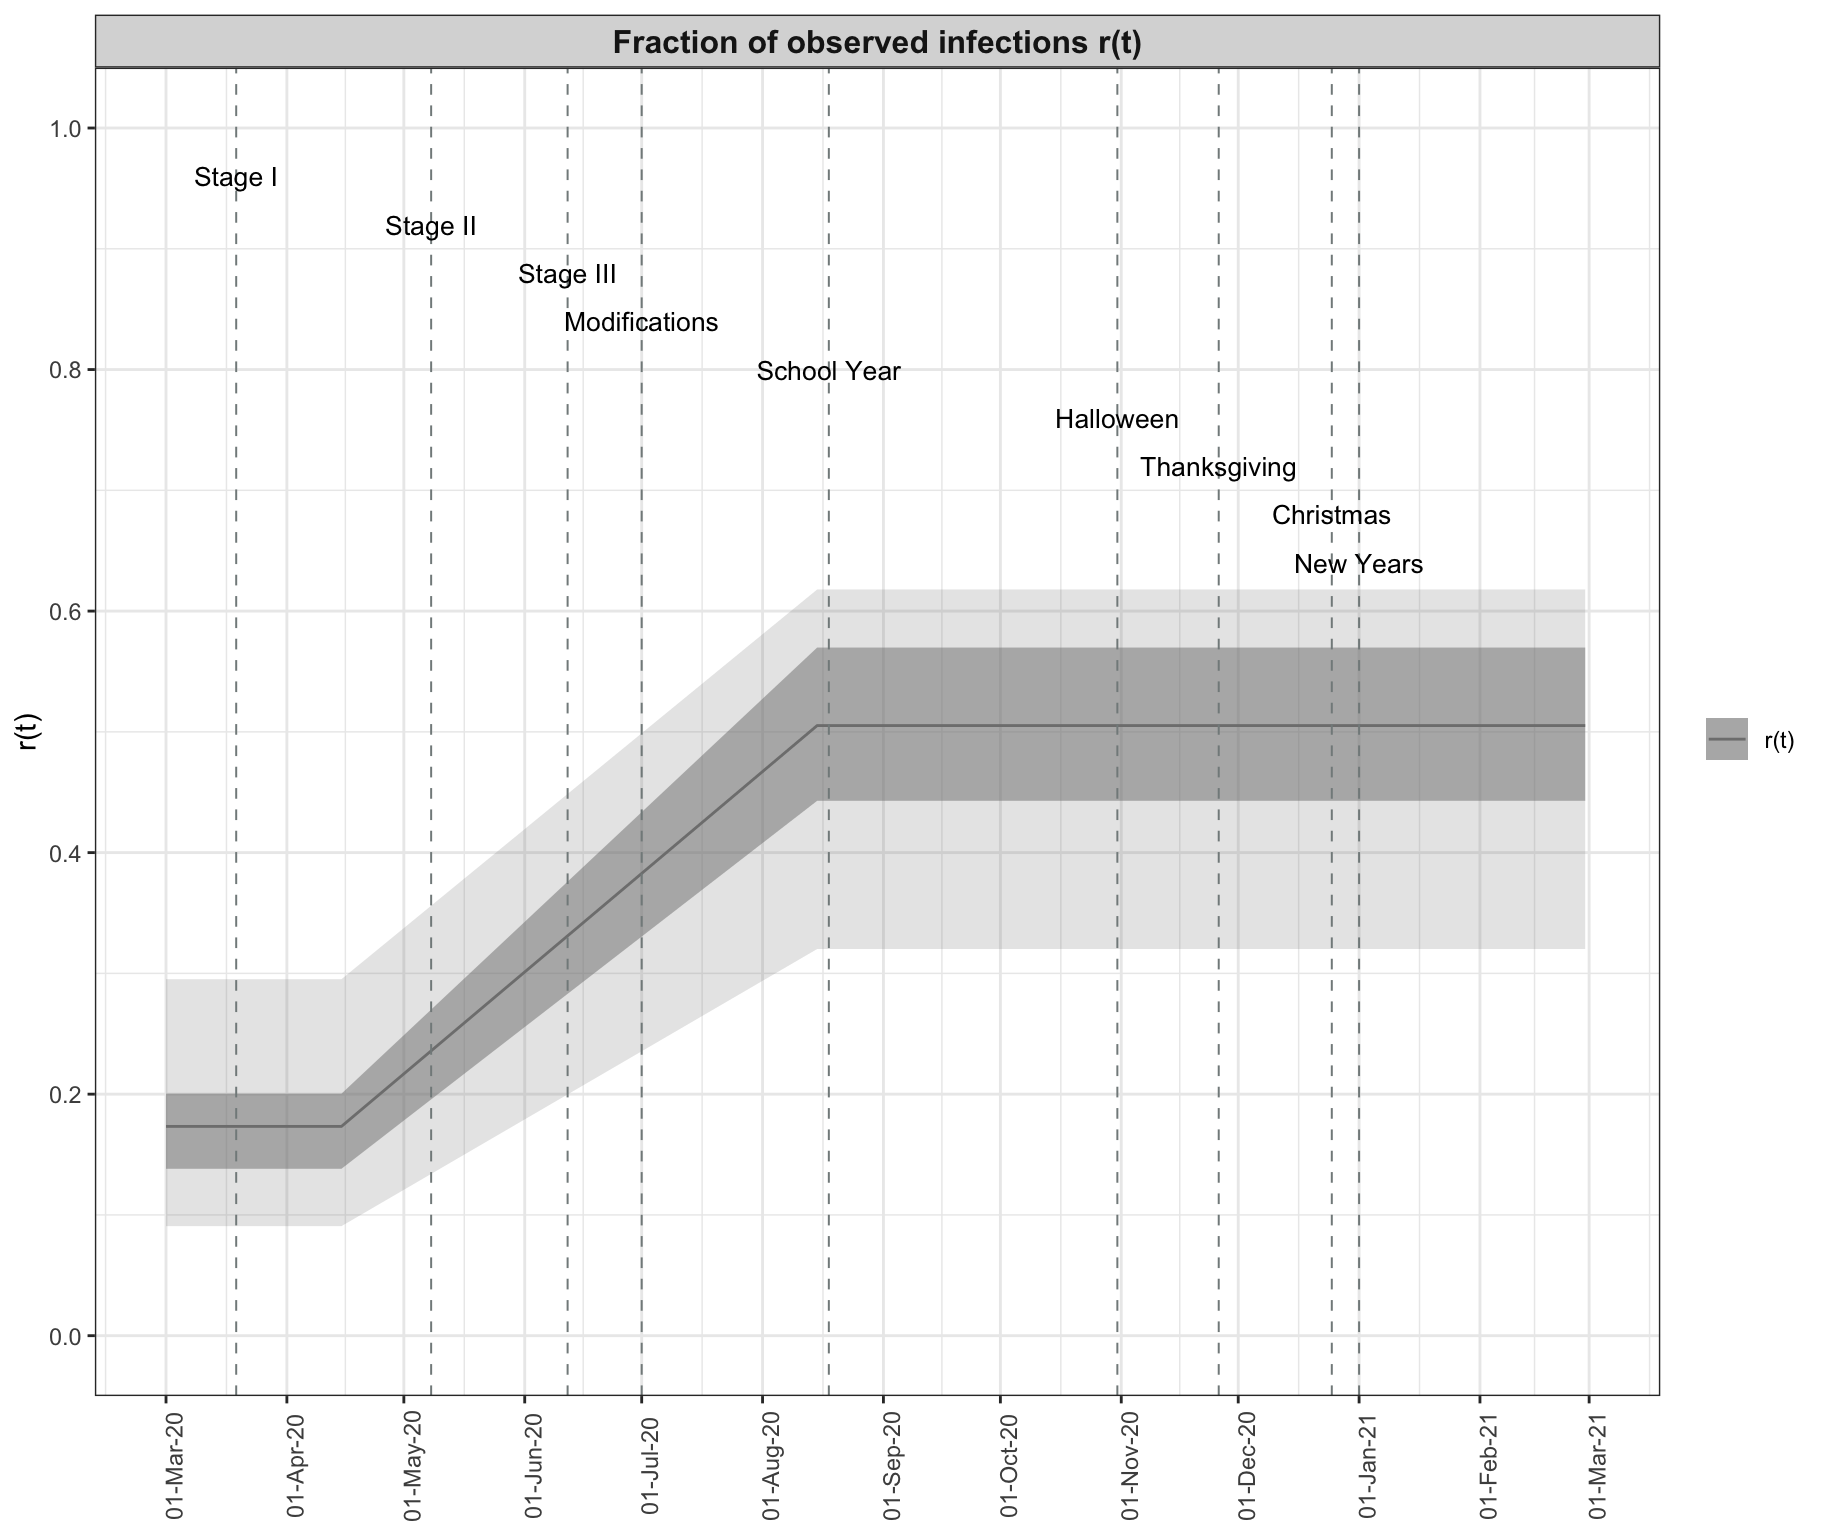 Fraction of observed infections r(t)
1.0
Stage I
Stage II
Stage III
Modifications
0.8
School Year
Halloween
Thanksgiving
Christmas
New Years
0.6
r(t)
r(t)
0.4
0.2
0.0
01-Mar-20
01-Apr-20
01-May-20
01-Jun-20
01-Jul-20
01-Aug-20
01-Sep-20
01-Oct-20
01-Nov-20
01-Dec-20
01-Jan-21
01-Feb-21
01-Mar-21